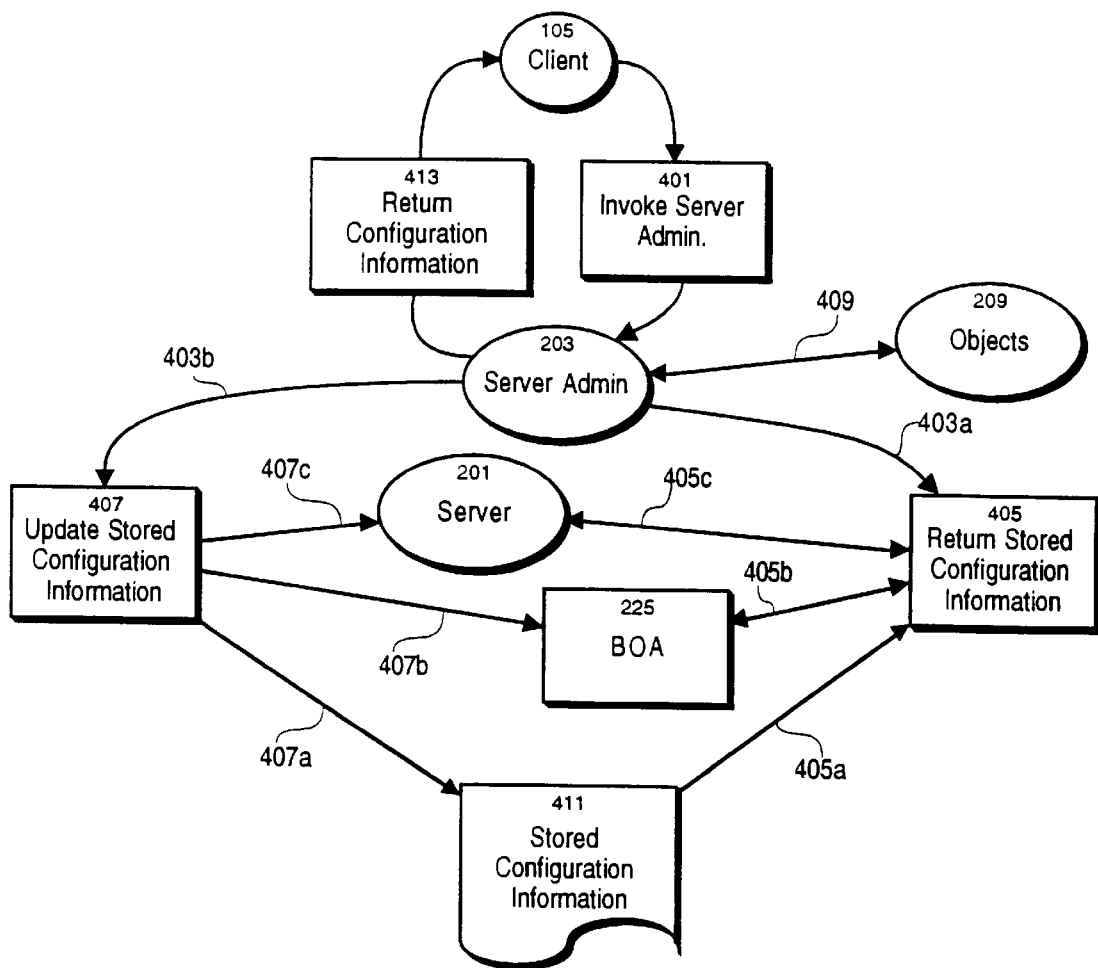 105
Client
413
Return
Configuration
Information
401
Invoke Server
Admin.
409
209
Objects
403b
203
Server Admin
403a
407c
201
Server
405c
407
Update Stored
Configuration
Information
405
Return Stored
Configuration
Information
405b
225
BOA
407b
407a
405a
411
Stored
Configuration
Information